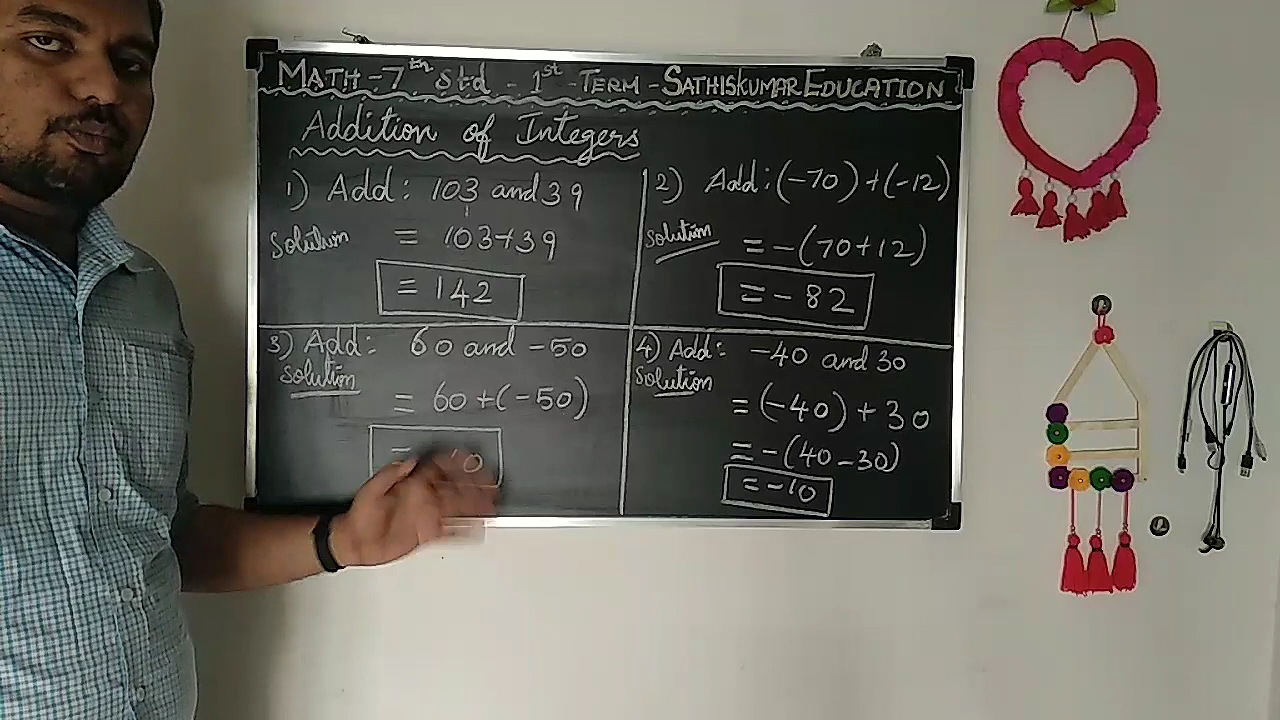 MATH - 7th Std - 1st - TERM - SATHISKUMAR EDUCATION
Addition of Integers
1) Add: 103 and 39
Solution = 103+39
= 142
2) Add: (-70) + (-12)
Solution = -(70+12)
= - 82
3) Add: 60 and -50
Solution
= 60 + (-50)
= 10
4) Add: -40 and 30
Solution
= (-40) + 30
= -(40-30)
= -10